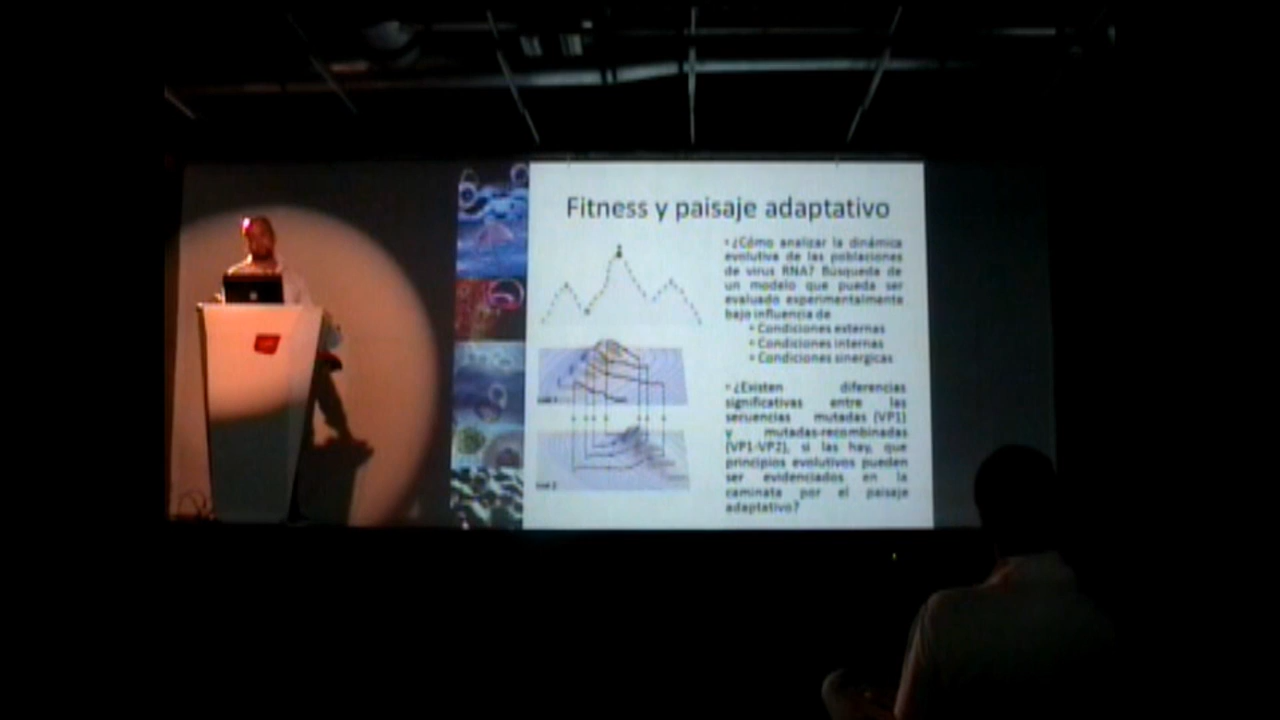 Fitness y paisaje adaptativo
• ¿Cómo analizar la dinámica
evolutiva de las poblaciones
de virus RNA? Búsqueda de
un modelo que pueda ser
evaluado experimentalmente
bajo influencia de
• Condiciones externas
• Condiciones internas
• Condiciones sinergicas
• ¿Existen diferencias
significativas entre las
secuencias mutadas (VP1)
y mutadas-recombinadas
(VP1-VP2), si las hay, que
principios evolutivos pueden
ser evidenciados en la
caminata por el paisaje
adaptativo?